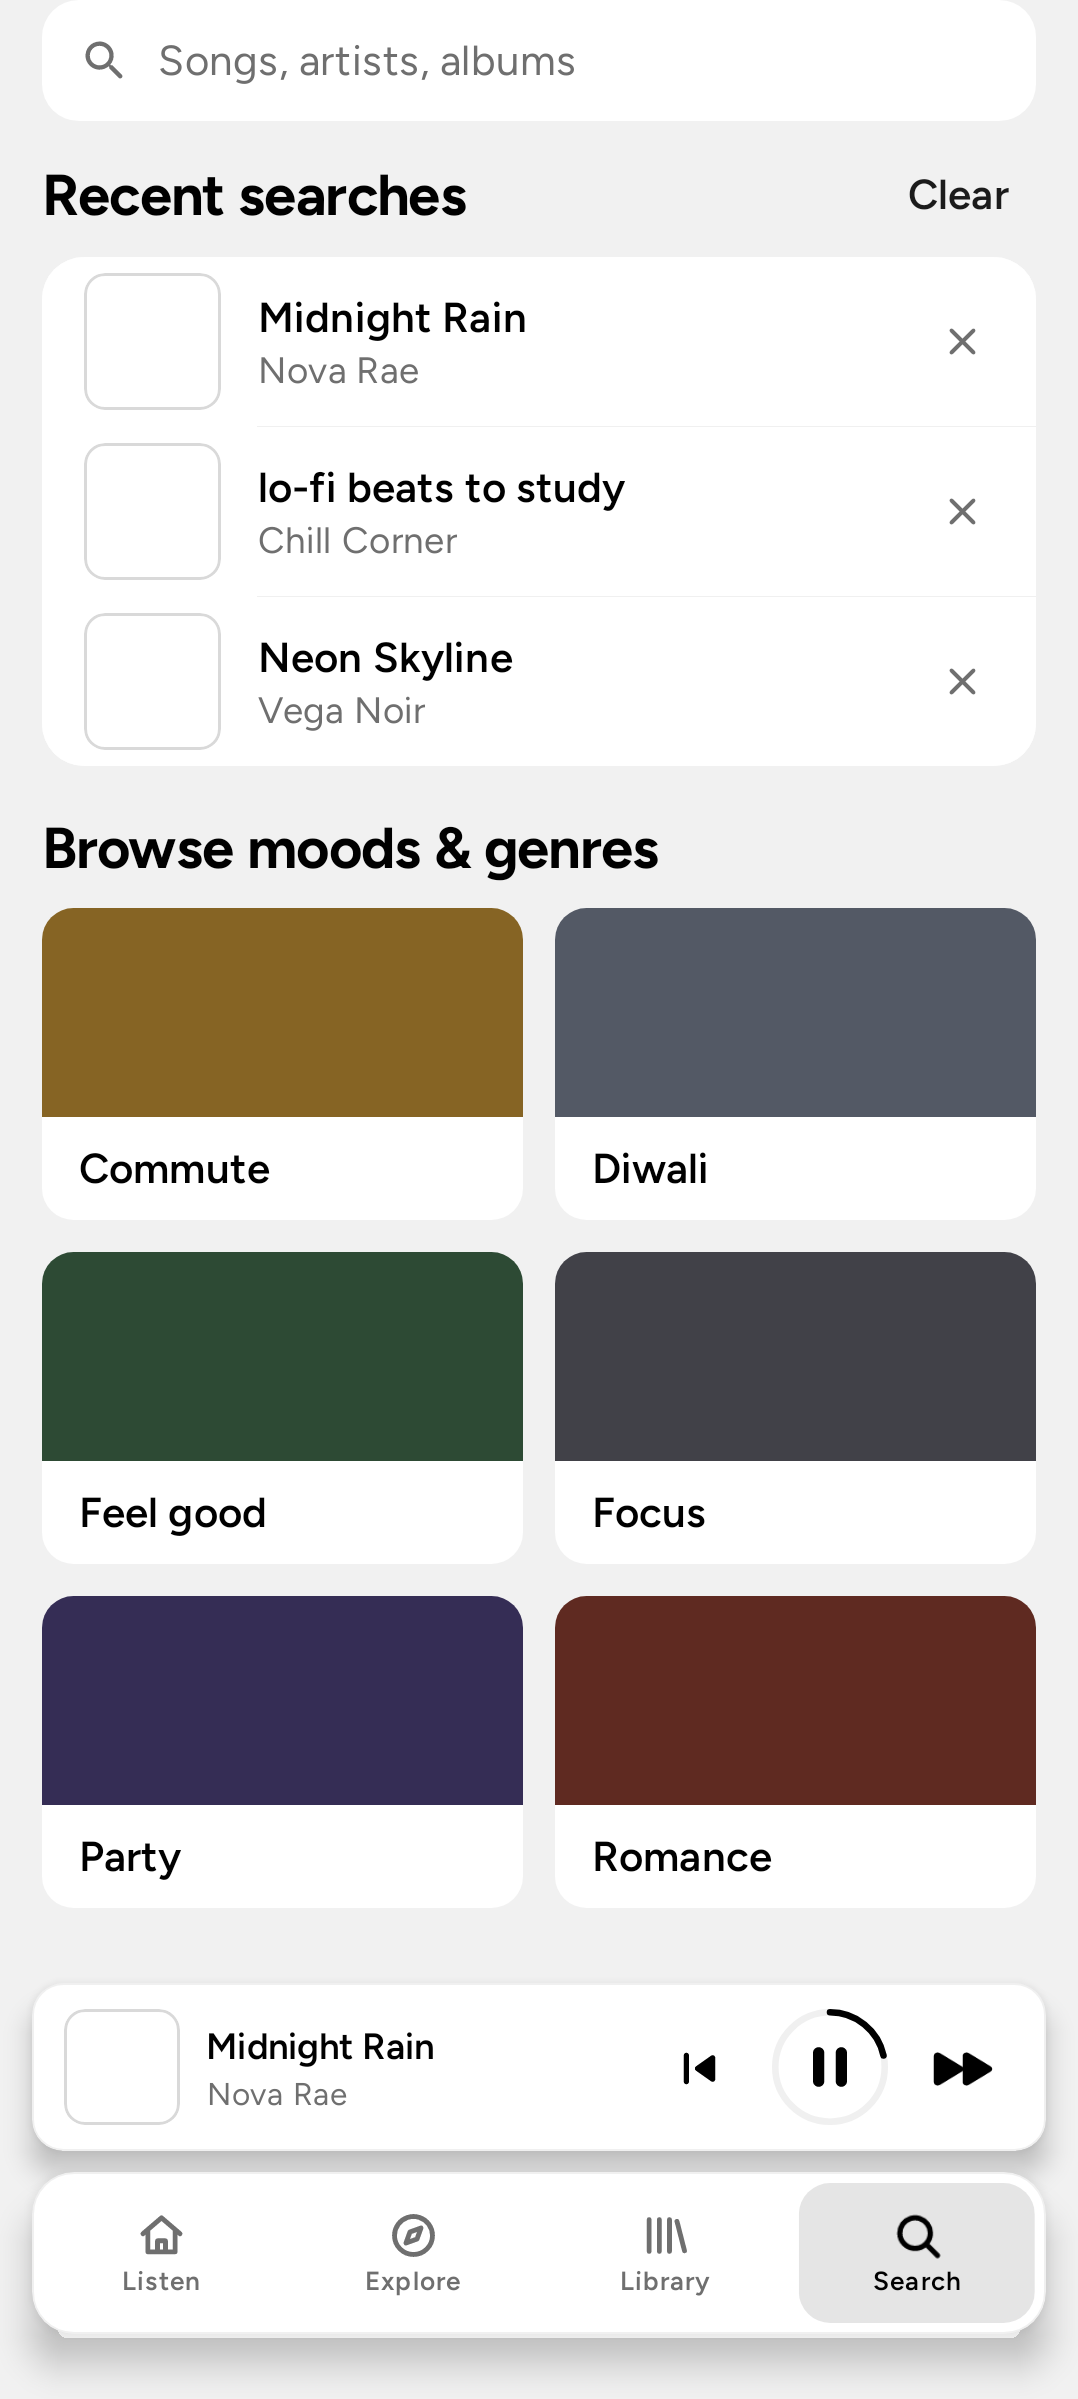 Songs, artists, albums
Recent searches
Clear
Midnight Rain
Nova Rae
lo-fi beats to study
Chill Corner
Neon Skyline
Vega Noir
Browse moods & genres
Commute
Diwali
Feel good
Focus
Party
Romance
Midnight Rain
Nova Rae
Listen
Explore
Library
Search